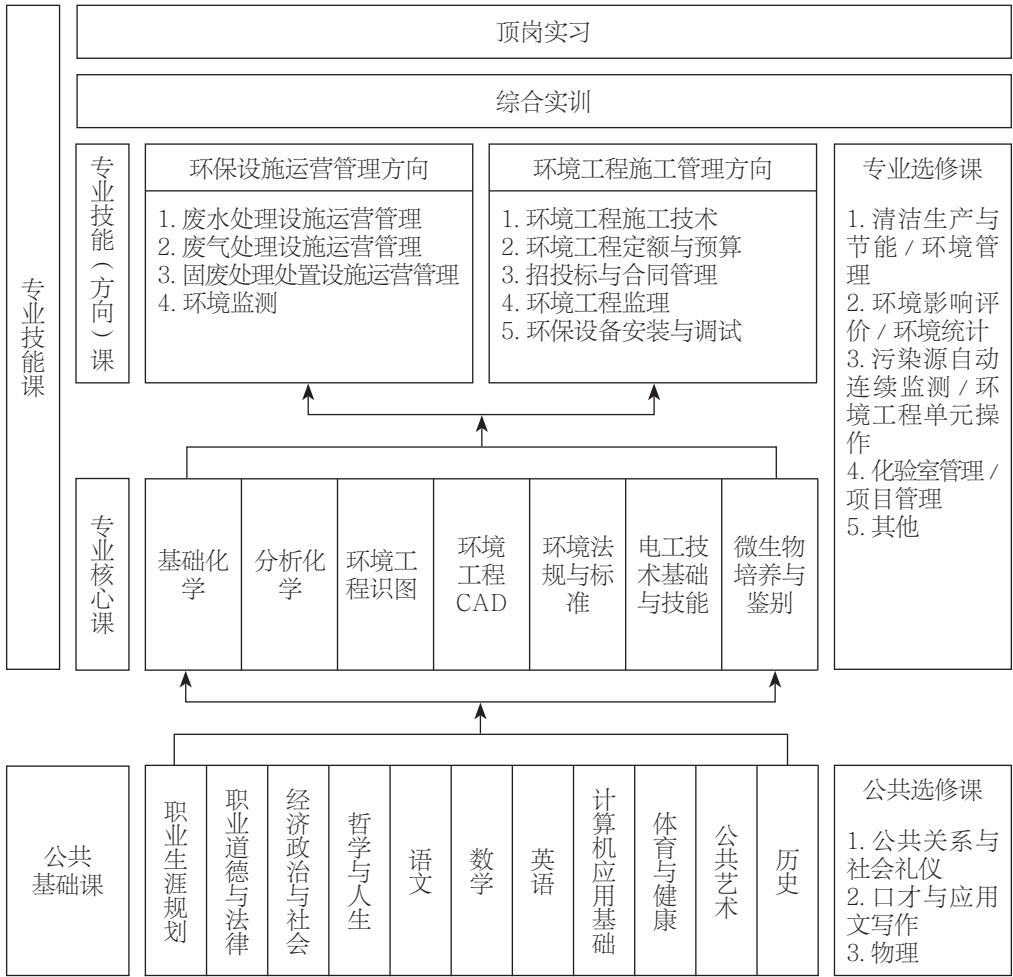 顶岗实习
综合实训
专业技能课
专业技能（方向）课
环保设施运营管理方向
1. 废水处理设施运营管理
2. 废气处理设施运营管理
3. 固废处理处置设施运营管理
4. 环境监测
环境工程施工管理方向
1. 环境工程施工技术
2. 环境工程定额与预算
3. 招投标与合同管理
4. 环境工程监理
5. 环保设备安装与调试
专业选修课
1. 清洁生产与
节能/环境管
理
2. 环境影响评
价/环境统计
3. 污染源自动
连续监测/环
境工程单元操
作
4. 化验室管理/
项目管理
5. 其他
专业核心课
基础化
学
分析化
学
环境工
程识图
环境
工程
CAD
环境法
规与标
准
电工技
术基础
与技能
微生物
培养与
鉴别
公共
基础课
职业生涯规划
职业道德与法律
经济政治与社会
哲学与人生
语文
数学
英语
计算机应用基础
体育与健康
公共艺术
历史
公共选修课
1. 公共关系与
社会礼仪
2. 口才与应用
文写作
3. 物理